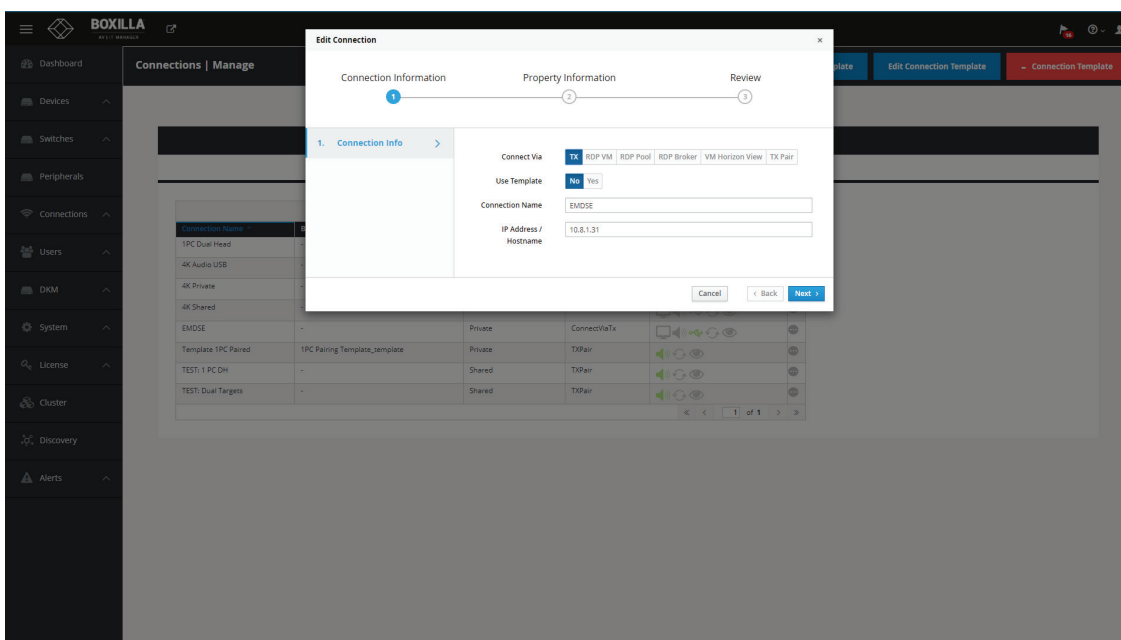 BOXILLA
Edit Connection
×
16
Dashboard
Connections | Manage
plate
Edit Connection Template
– Connection Template
Connection Information
Property Information
Review
1
2
3
Devices
Switches
1. Connection Info
Connect Via
TX
RDP VM
RDP Pool
RDP Broker
VM Horizon View
TX Pair
Peripherals
Use Template
No
Yes
Connection Name
EMDSE
IP Address /
Hostname
10.8.1.31
Connections
Connection Name
B
1PC Dual Head
-
Users
4K Audio USB
-
DKM
4K Private
-
Cancel
< Back
Next >
4K Shared
-
System
EMDSE
-
Private
ConnectViaTx
Template 1PC Paired
1PC Pairing Template_template
Private
TXPair
License
TEST: 1 PC DH
-
Shared
TXPair
TEST: Dual Targets
-
Shared
TXPair
Cluster
1 of 1
Discovery
Alerts